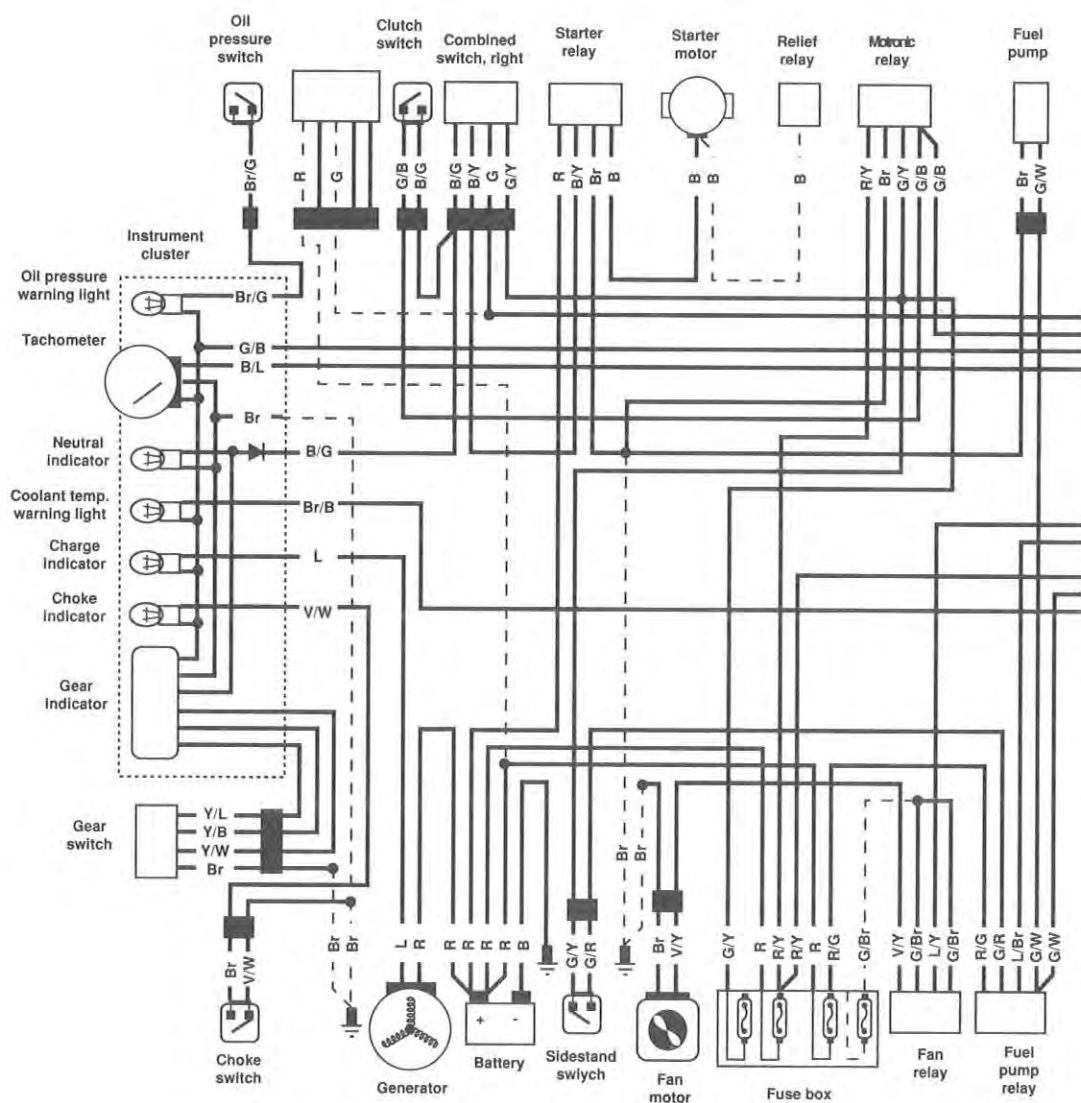 Oil
pressure
switch
Clutch
switch
Combined
switch, right
Starter
relay
Starter
motor
Relief
relay
Motronic
relay
Fuel
pump
Br/G
R
G
G/B
B/G
B/G
B/Y
G
G/Y
R
B/Y
Br
B
B
B
B
R/Y
Br
G/Y
G/B
G/B
Br
G/W
Instrument
cluster
Oil pressure
warning light
Br/G
Tachometer
G/B
B/L
Br
Neutral
indicator
B/G
Coolant temp.
warning light
Br/B
Charge
indicator
L
Choke
indicator
V/W
Gear
indicator
Gear
switch
Y/L
Y/B
Y/W
Br
Br
V/W
Br
Br
L
R
R
R
R
R
B
G/Y
G/R
Br
Br
Br
V/Y
G/Y
R
R/Y
R/Y
R
R/G
G/Br
V/Y
G/Br
L/Y
G/Br
R/G
G/R
L/Br
G/W
G/W
+ -
Choke
switch
Generator
Battery
Sidestand
swlych
Fan
motor
Fuse box
Fan
relay
Fuel
pump
relay